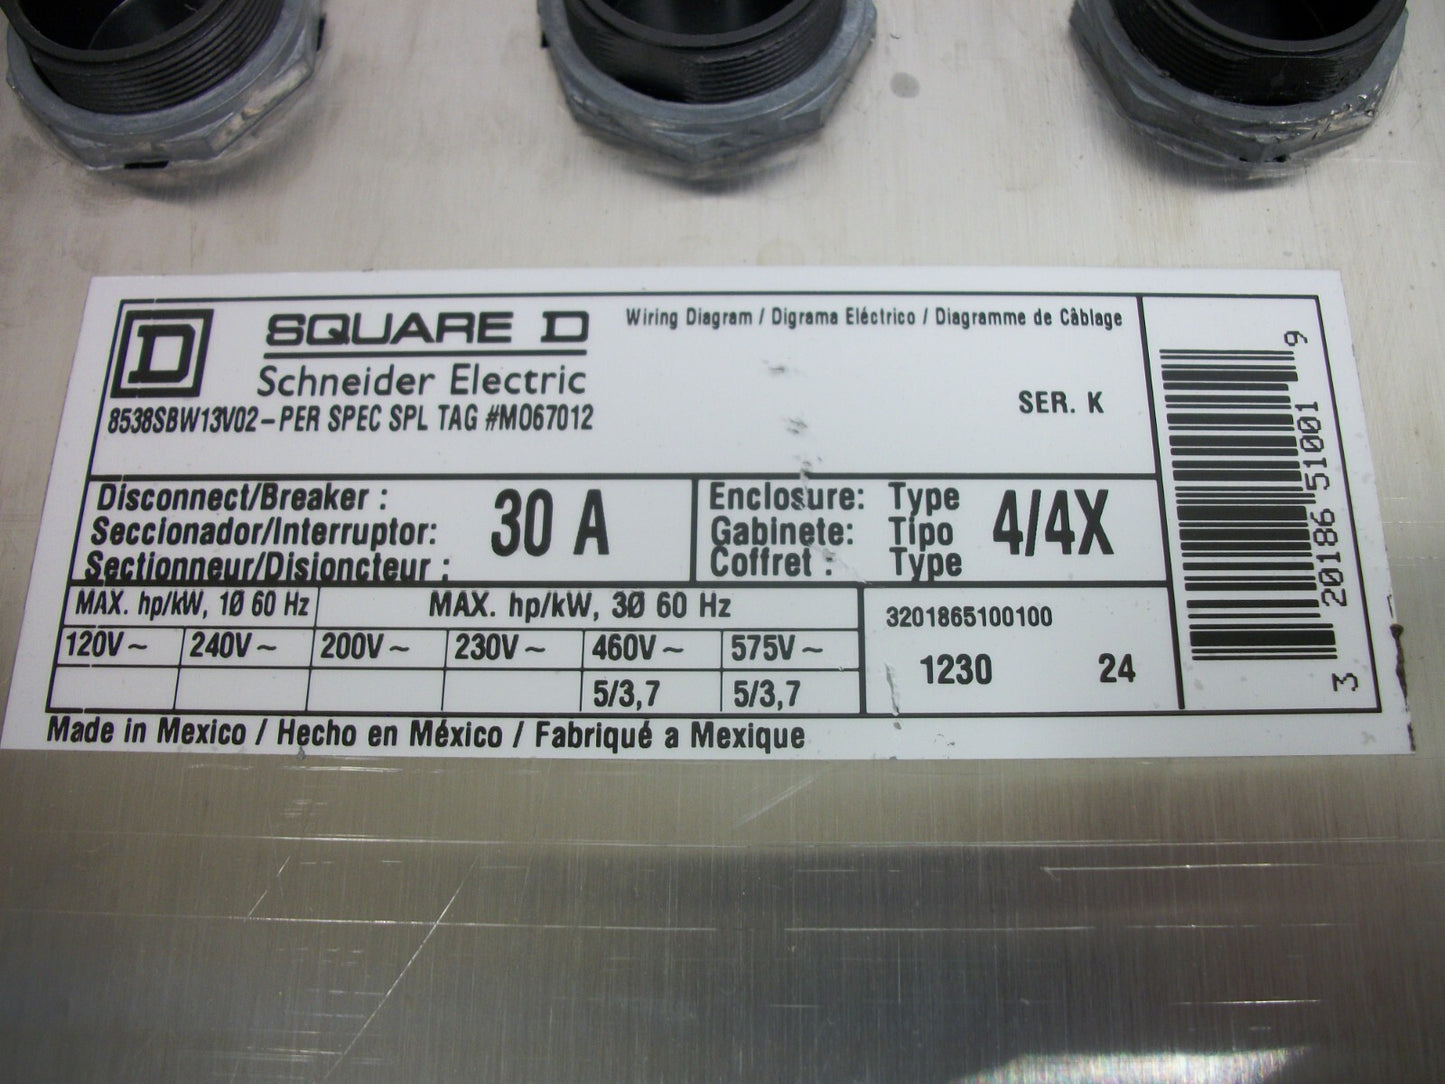 D SQUARE D
Schneider Electric
8538SBW13V02-PER SPEC SPL TAG #M067012
Wiring Diagram / Digrama Eléctrico / Diagramme de Câblage
SER. K
Disconnect/Breaker :
Seccionador/Interruptor:
Sectionneur/Disjoncteur :
30 A
Enclosure: Type
Gabinete: Tipo
Coffret : Type
4/4X
MAX. hp/kW, 1Ø 60 Hz
MAX. hp/kW, 3Ø 60 Hz
120V~ 240V~ 200V~ 230V~ 460V~ 575V~
5/3,7 5/3,7
3201865100100
1230 24
Made in Mexico / Hecho en México / Fabriqué a Mexique
3 20186 51001 9